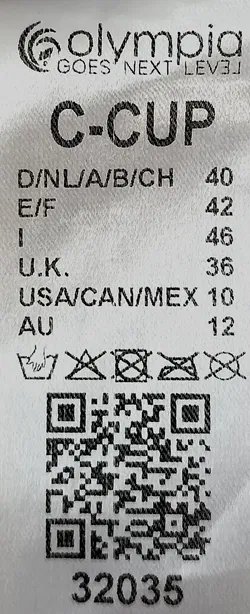 olympia
GOES NEXT LEVEL
C-CUP
D/NL/A/B/CH 40
E/F 42
I 46
U.K. 36
USA/CAN/MEX 10
AU 12
32035